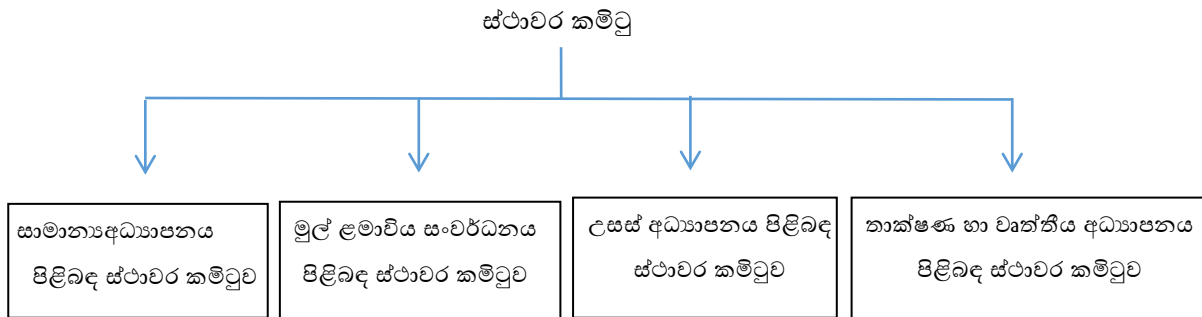 ස්ථාවර කමිටු
සාමාන්‍යඅධ්‍යාපනය
පිළිබඳ ස්ථාවර කමිටුව
මුල් ළමාවිය සංවර්ධනය
පිළිබඳ ස්ථාවර කමිටුව
උසස් අධ්‍යාපනය පිළිබඳ
ස්ථාවර කමිටුව
තාක්ෂණ හා වෘත්තීය අධ්‍යාපනය
පිළිබඳ ස්ථාවර කමිටුව